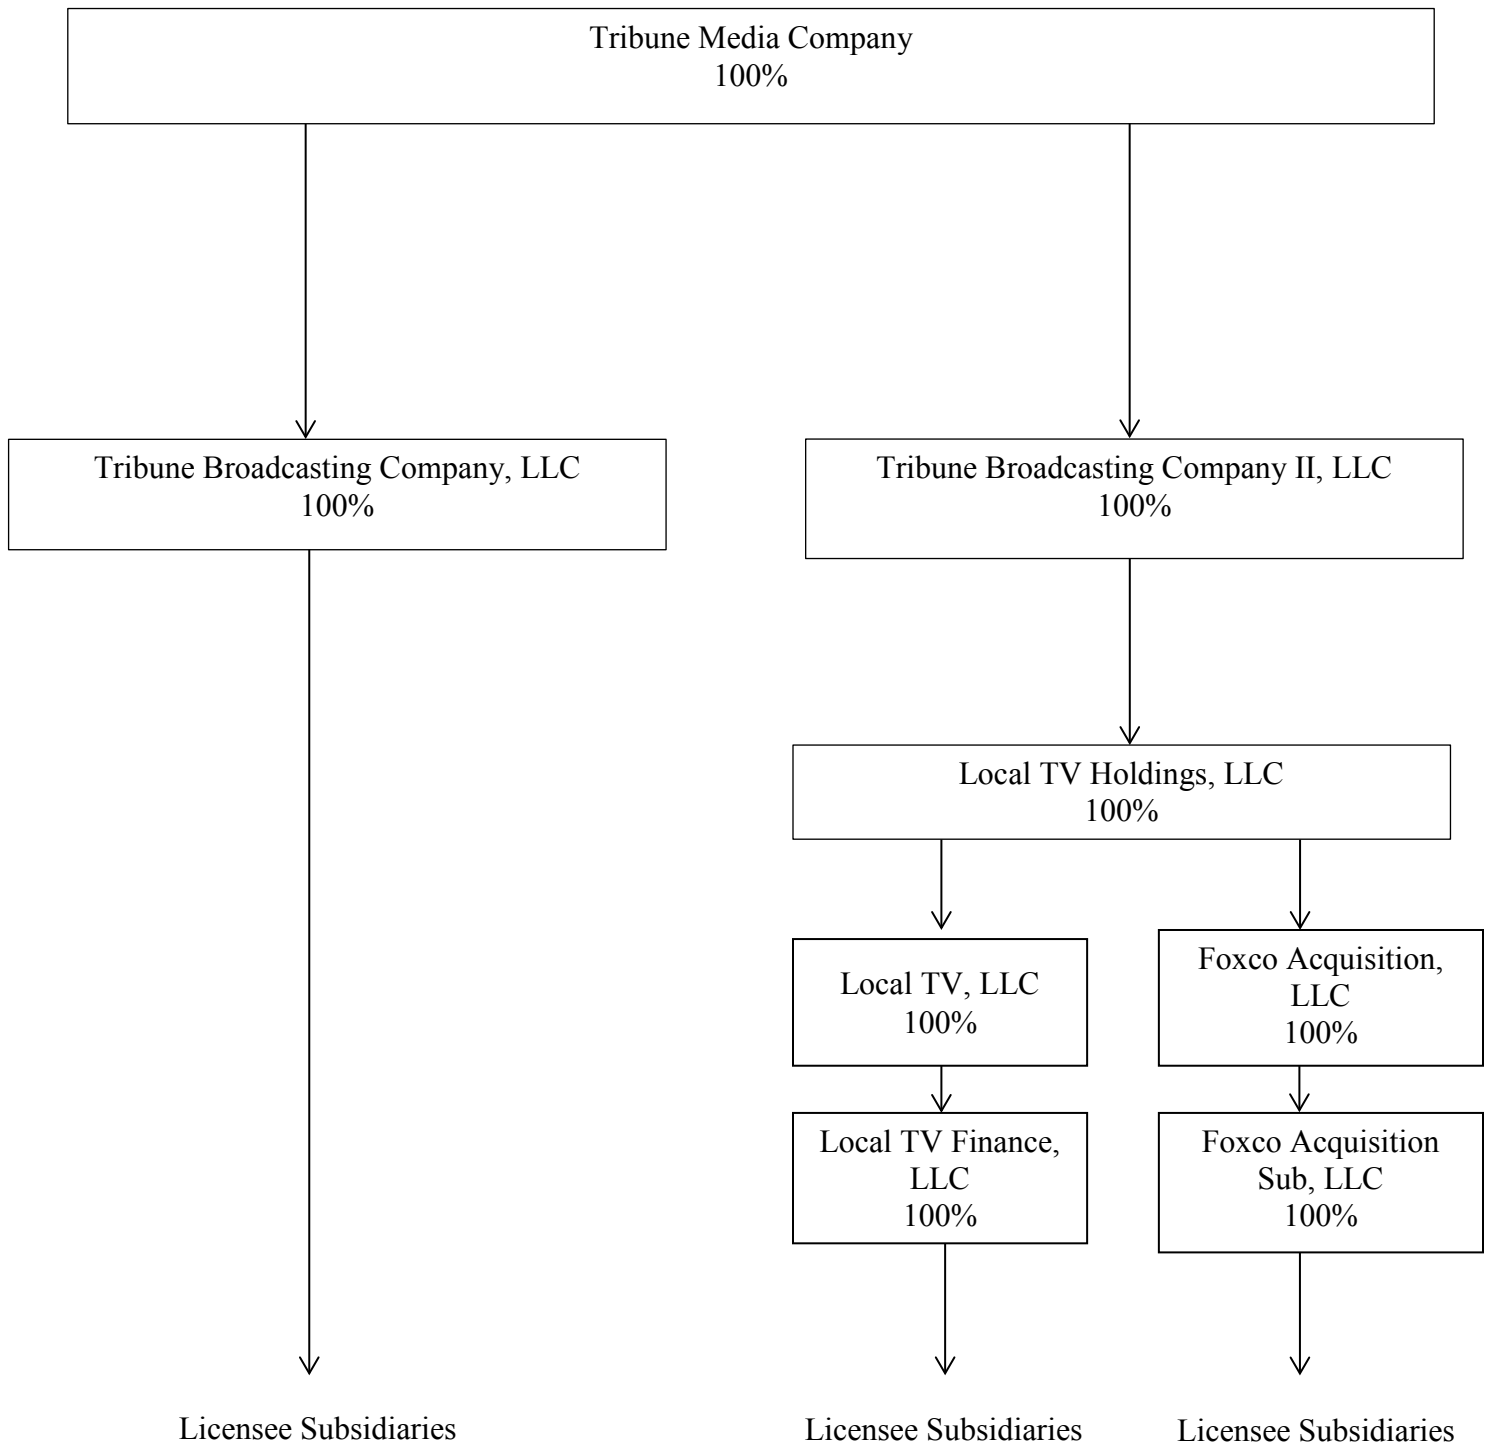 Tribune Media Company
100%
Tribune Broadcasting Company, LLC
100%
Tribune Broadcasting Company II, LLC
100%
Local TV Holdings, LLC
100%
Local TV, LLC
100%
Foxco Acquisition,
LLC
100%
Local TV Finance,
LLC
100%
Foxco Acquisition
Sub, LLC
100%
Licensee Subsidiaries
Licensee Subsidiaries
Licensee Subsidiaries